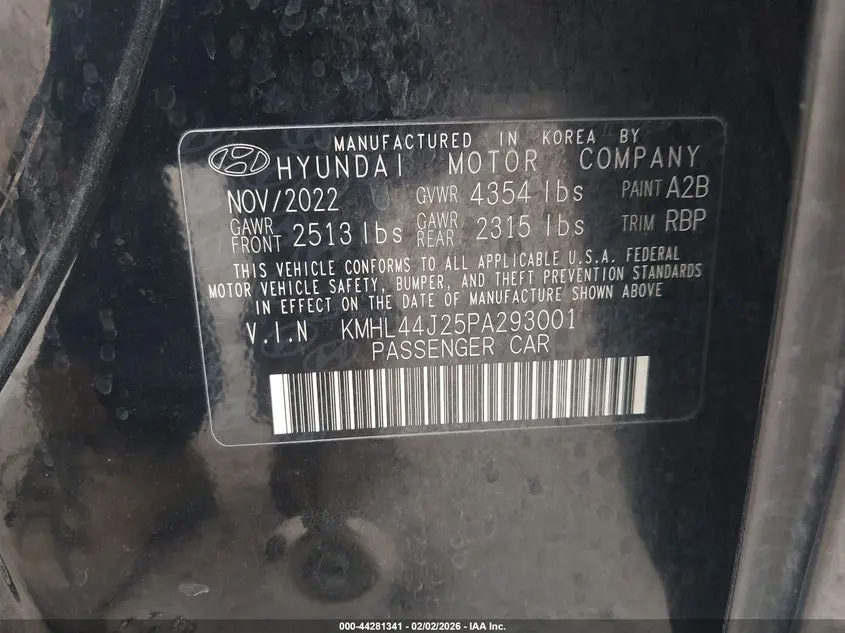 MANUFACTURED IN KOREA BY
HYUNDAI MOTOR COMPANY
NOV/2022 GVWR 4354 lbs PAINT A2B
GAWR FRONT 2513 lbs GAWR REAR 2315 lbs TRIM RBP
THIS VEHICLE CONFORMS TO ALL APPLICABLE U.S.A. FEDERAL
MOTOR VEHICLE SAFETY, BUMPER, AND THEFT PREVENTION STANDARDS
IN EFFECT ON THE DATE OF MANUFACTURE SHOWN ABOVE
V.I.N KMHL44J25PA293001
PASSENGER CAR
000-44281341 - 02/02/2026 - IAA Inc.